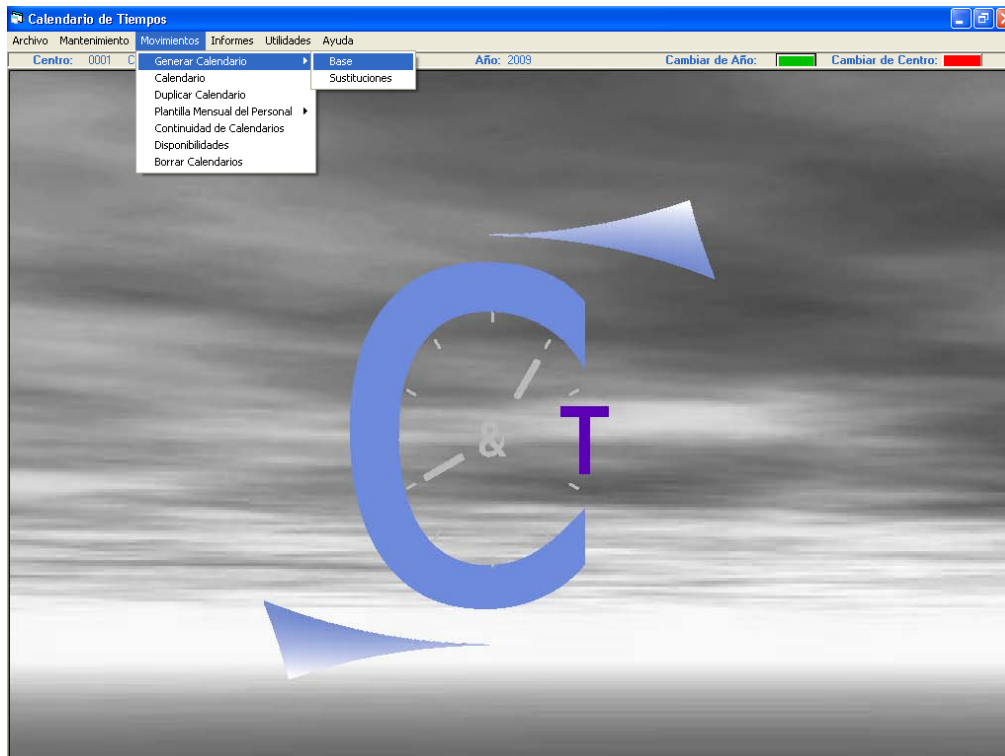 Calendario de Tiempos
Archivo Mantenimiento Movimientos Informes Utilidades Ayuda
Centro: 0001 C Año: 2009 Cambiar de Año: Cambiar de Centro:
Generar Calendario Base
Calendario Sustituciones
Duplicar Calendario
Plantilla Mensual del Personal
Continuidad de Calendarios
Disponibilidades
Borrar Calendarios
C
&
T